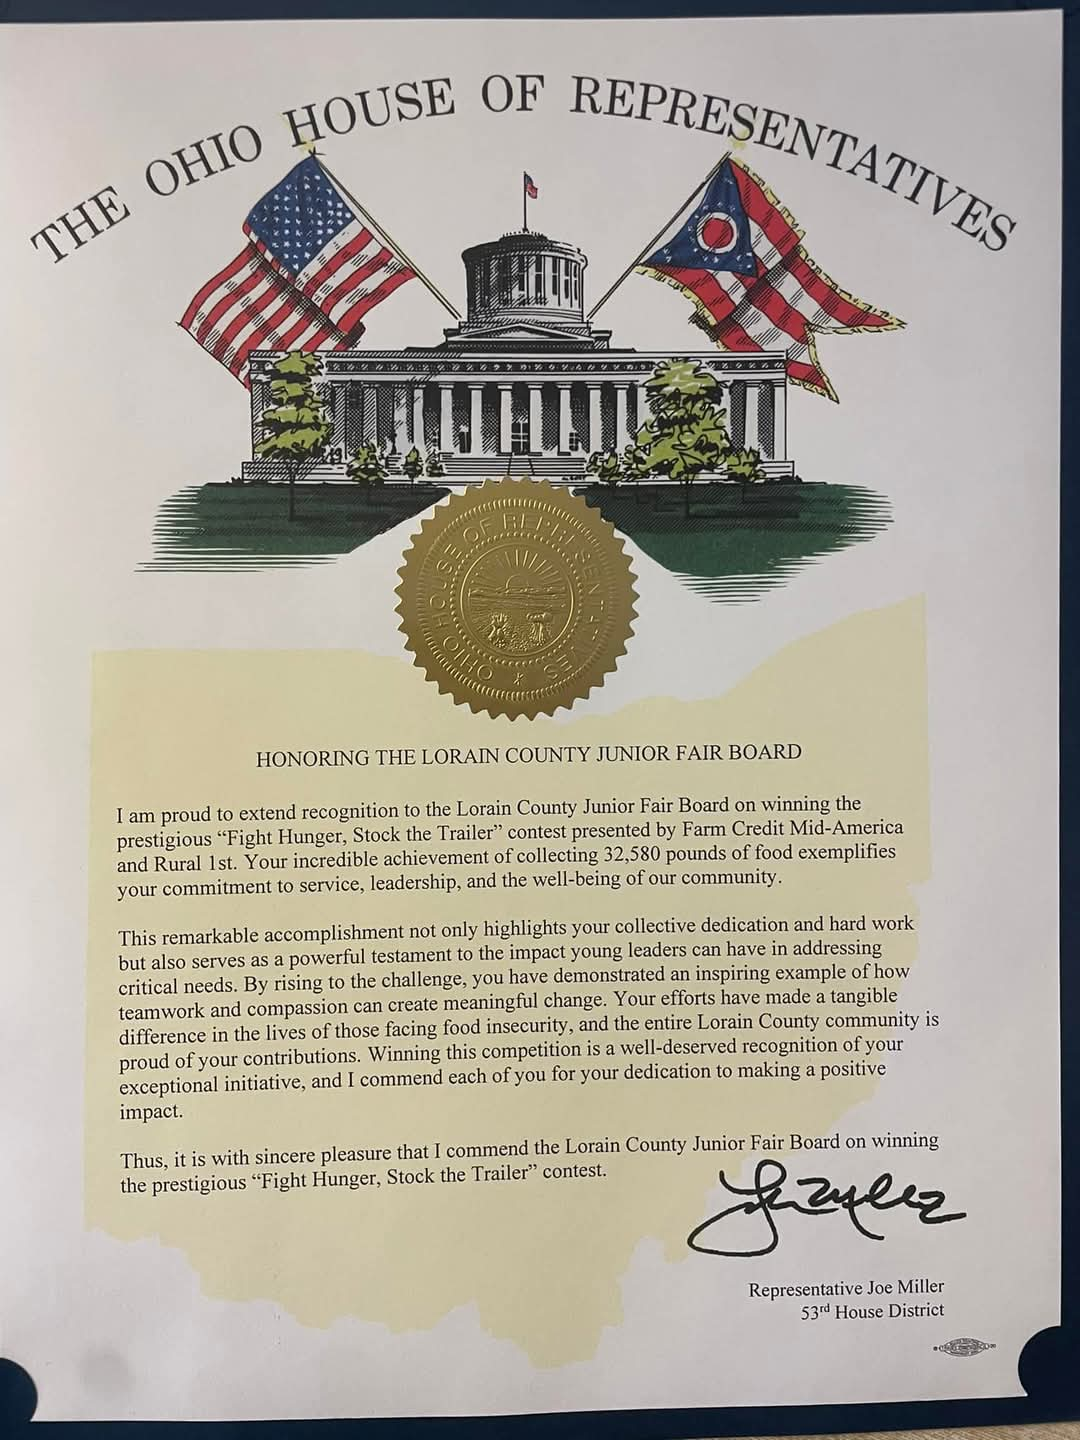 THE OHIO HOUSE OF REPRESENTATIVES
OHIO HOUSE OF REPRESENTATIVES
HONORING THE LORAIN COUNTY JUNIOR FAIR BOARD
I am proud to extend recognition to the Lorain County Junior Fair Board on winning the
prestigious “Fight Hunger, Stock the Trailer” contest presented by Farm Credit Mid-America
and Rural 1st. Your incredible achievement of collecting 32,580 pounds of food exemplifies
your commitment to service, leadership, and the well-being of our community.
This remarkable accomplishment not only highlights your collective dedication and hard work
but also serves as a powerful testament to the impact young leaders can have in addressing
critical needs. By rising to the challenge, you have demonstrated an inspiring example of how
teamwork and compassion can create meaningful change. Your efforts have made a tangible
difference in the lives of those facing food insecurity, and the entire Lorain County community is
proud of your contributions. Winning this competition is a well-deserved recognition of your
exceptional initiative, and I commend each of you for your dedication to making a positive
impact.
Thus, it is with sincere pleasure that I commend the Lorain County Junior Fair Board on winning
the prestigious “Fight Hunger, Stock the Trailer” contest.
Representative Joe Miller
53rd House District